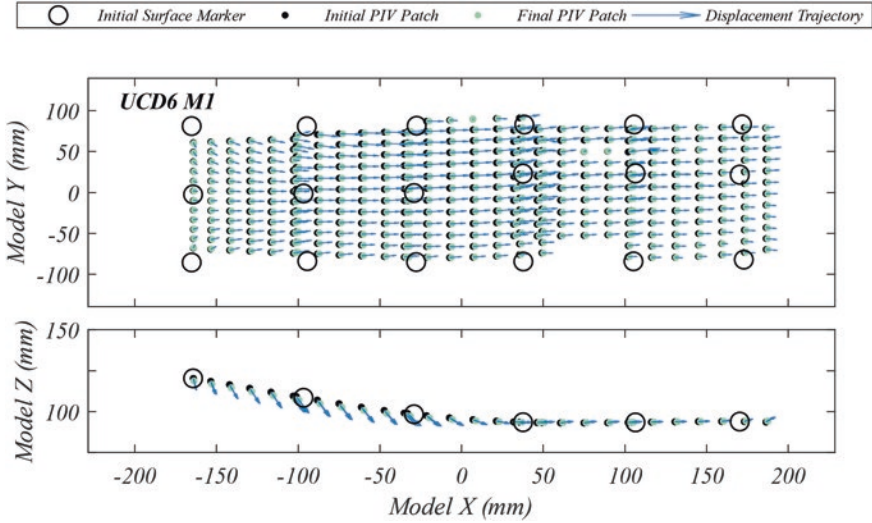 Initial Surface Marker Initial PIV Patch Final PIV Patch Displacement Trajectory
UCD6 M1
100
50
0
-50
-100
Model Y (mm)
150
100
Model Z (mm)
-200 -150 -100 -50 0 50 100 150 200
Model X (mm)